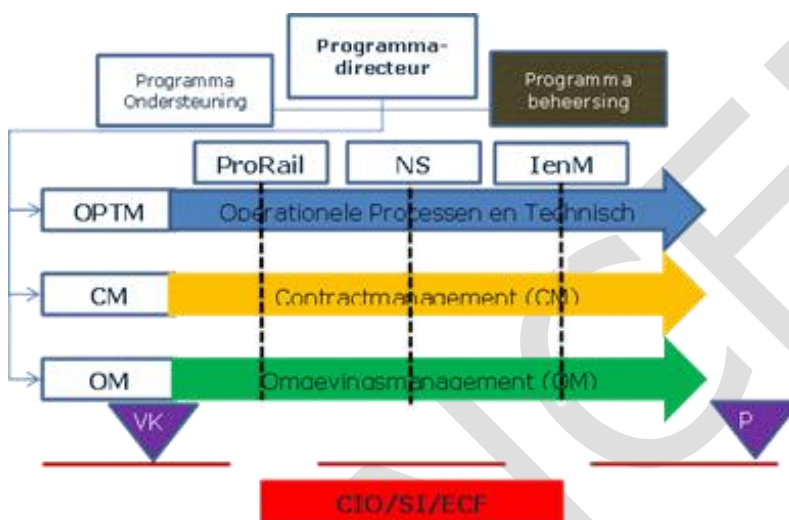 Programma-
directeur
Programma
Ondersteuning
Programma
beheersing
ProRail
NS
IenM
OPTM
Operationele Processen en Technisch
CM
Contractmanagement (CM)
OM
Omgevingsmanagement (OM)
VK
P
CIO/SI/ECF